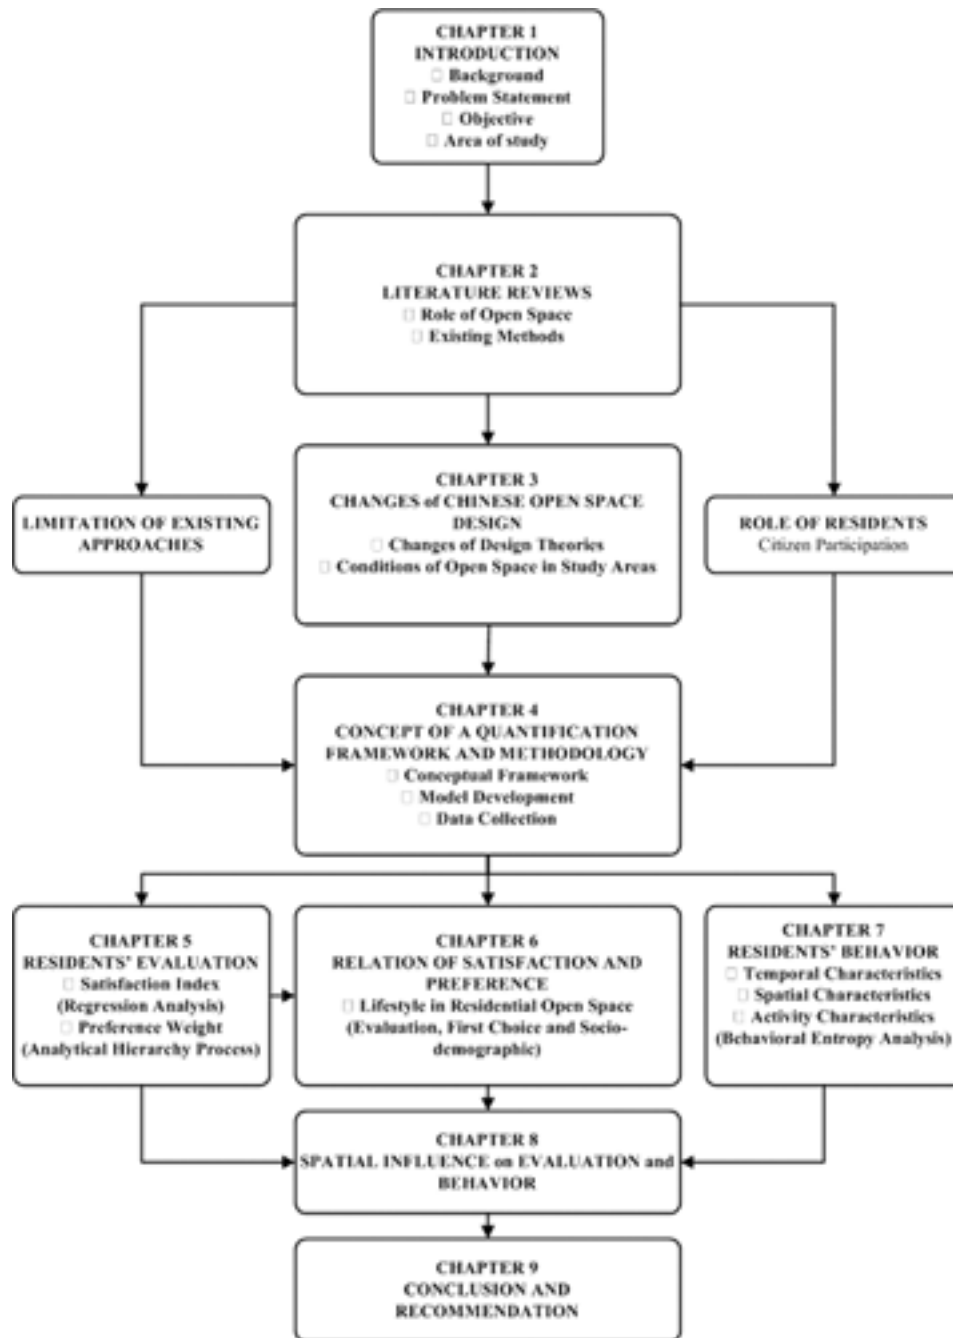 CHAPTER 1
INTRODUCTION
□ Background
□ Problem Statement
□ Objective
□ Area of study
CHAPTER 2
LITERATURE REVIEWS
□ Role of Open Space
□ Existing Methods
LIMITATION OF EXISTING
APPROACHES
CHAPTER 3
CHANGES of CHINESE OPEN SPACE
DESIGN
□ Changes of Design Theories
□ Conditions of Open Space in Study Areas
ROLE OF RESIDENTS
Citizen Participation
CHAPTER 4
CONCEPT OF A QUANTIFICATION
FRAMEWORK AND METHODOLOGY
□ Conceptual Framework
□ Model Development
□ Data Collection
CHAPTER 5
RESIDENTS' EVALUATION
□ Satisfaction Index
(Regression Analysis)
□ Preference Weight
(Analytical Hierarchy Process)
CHAPTER 6
RELATION OF SATISFACTION AND
PREFERENCE
□ Lifestyle in Residential Open Space
(Evaluation, First Choice and Socio-
demographic)
CHAPTER 7
RESIDENTS' BEHAVIOR
□ Temporal Characteristics
□ Spatial Characteristics
□ Activity Characteristics
(Behavioral Entropy Analysis)
CHAPTER 8
SPATIAL INFLUENCE on EVALUATION and
BEHAVIOR
CHAPTER 9
CONCLUSION AND
RECOMMENDATION